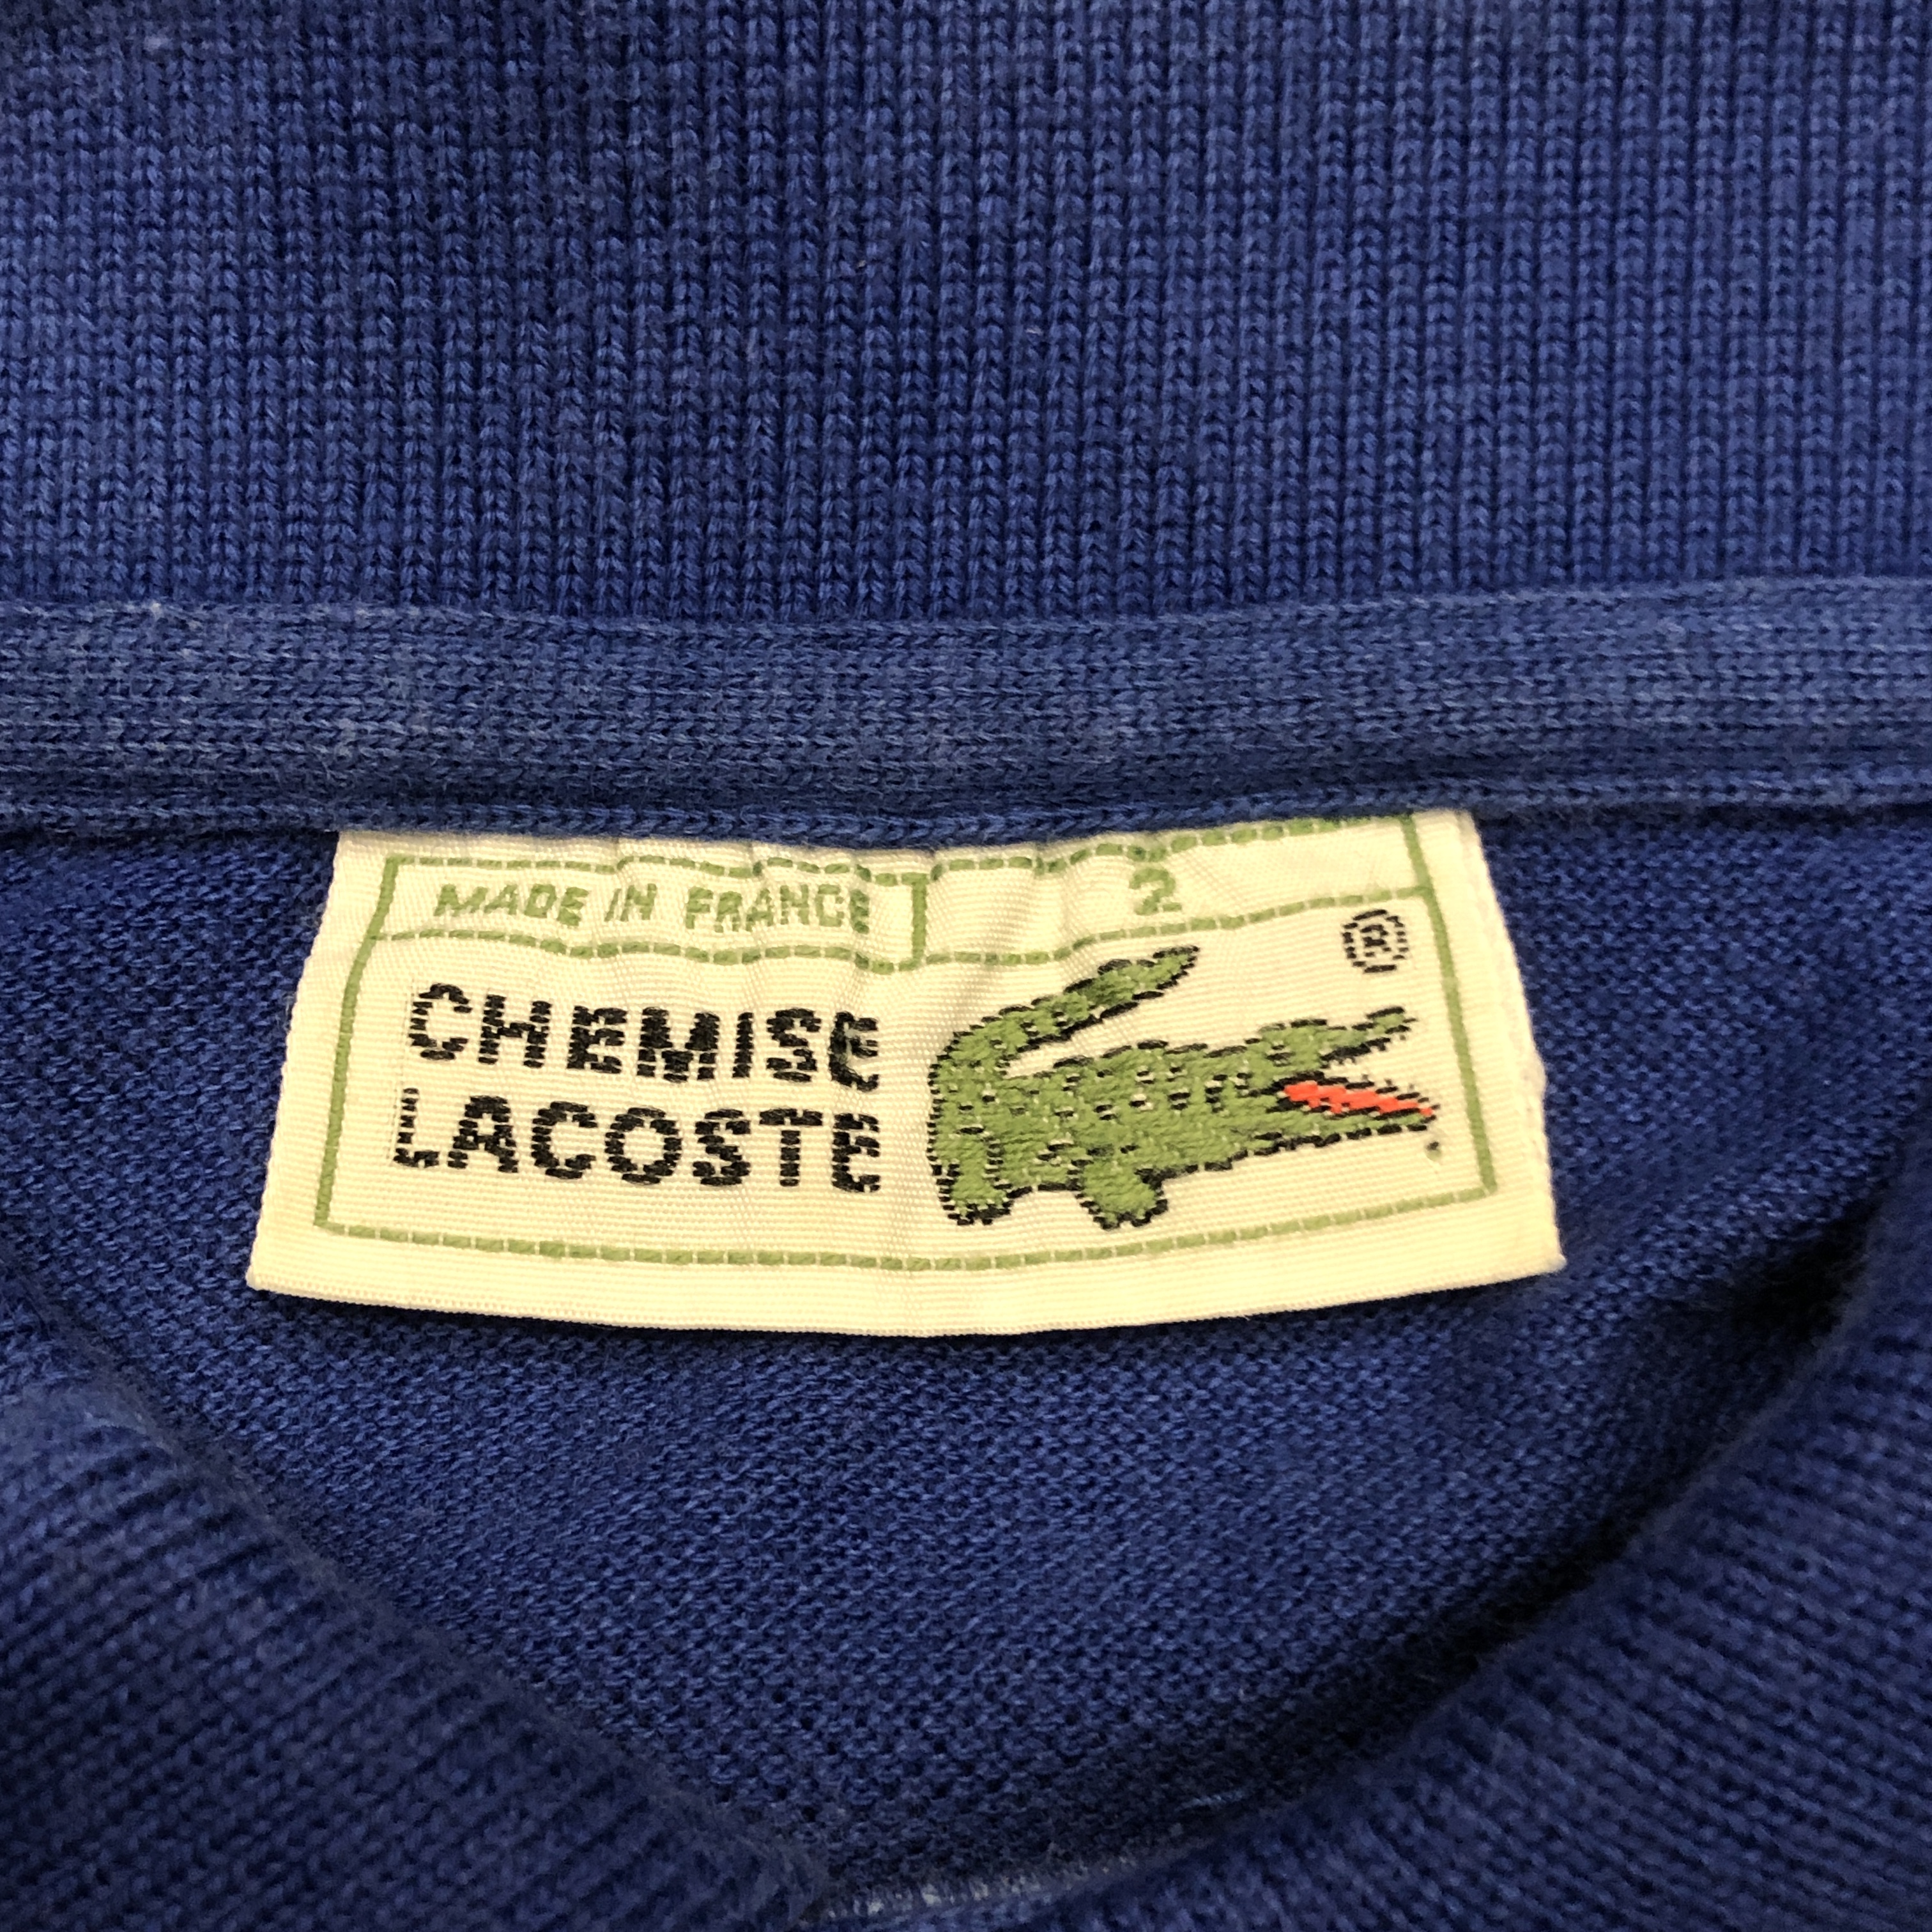 MADE IN FRANCE 2
®
CHEMISE
LACOSTE